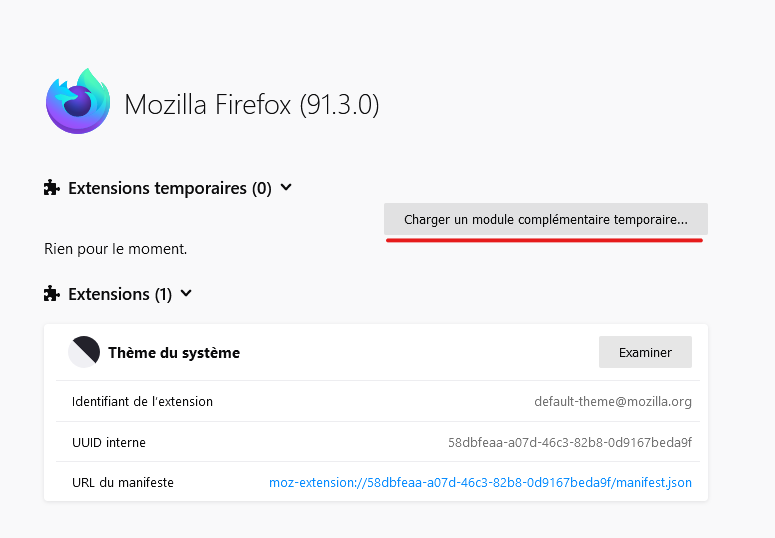 Mozilla Firefox (91.3.0)
Extensions temporaires (0)
Charger un module complémentaire temporaire...
Rien pour le moment.
Extensions (1)
Thème du système
Examiner
Identifiant de l’extension default-theme@mozilla.org
UUID interne 58dbfeaa-a07d-46c3-82b8-0d9167beda9f
URL du manifeste moz-extension://58dbfeaa-a07d-46c3-82b8-0d9167beda9f/manifest.json